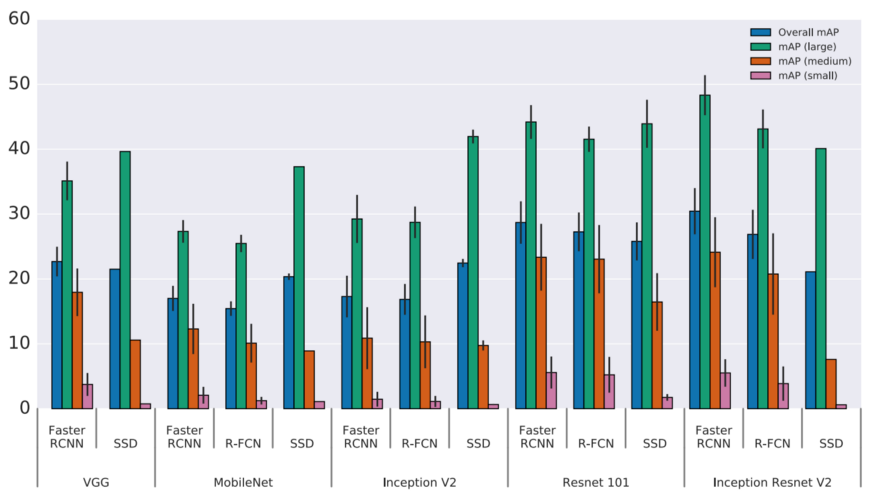 60
50
40
30
20
10
0
Overall mAP
mAP (large)
mAP (medium)
mAP (small)
Faster
RCNN
SSD
Faster
RCNN
R-FCN
SSD
Faster
RCNN
R-FCN
SSD
Faster
RCNN
R-FCN
SSD
Faster
RCNN
R-FCN
SSD
VGG
MobileNet
Inception V2
Resnet 101
Inception Resnet V2